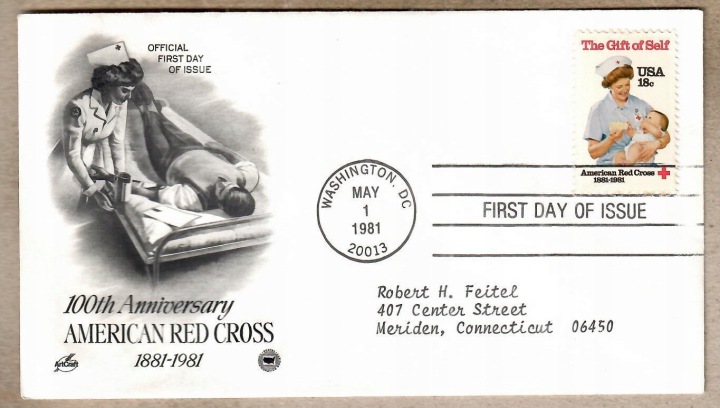 OFFICIAL
FIRST DAY
OF ISSUE
The Gift of Self
USA
18c
American Red Cross
1881-1981
WASHINGTON, DC
MAY
1
1981
20013
FIRST DAY OF ISSUE
Robert H. Feitel
407 Center Street
Meriden, Connecticut 06450
100th Anniversary
AMERICAN RED CROSS
1881-1981
ArtCraft